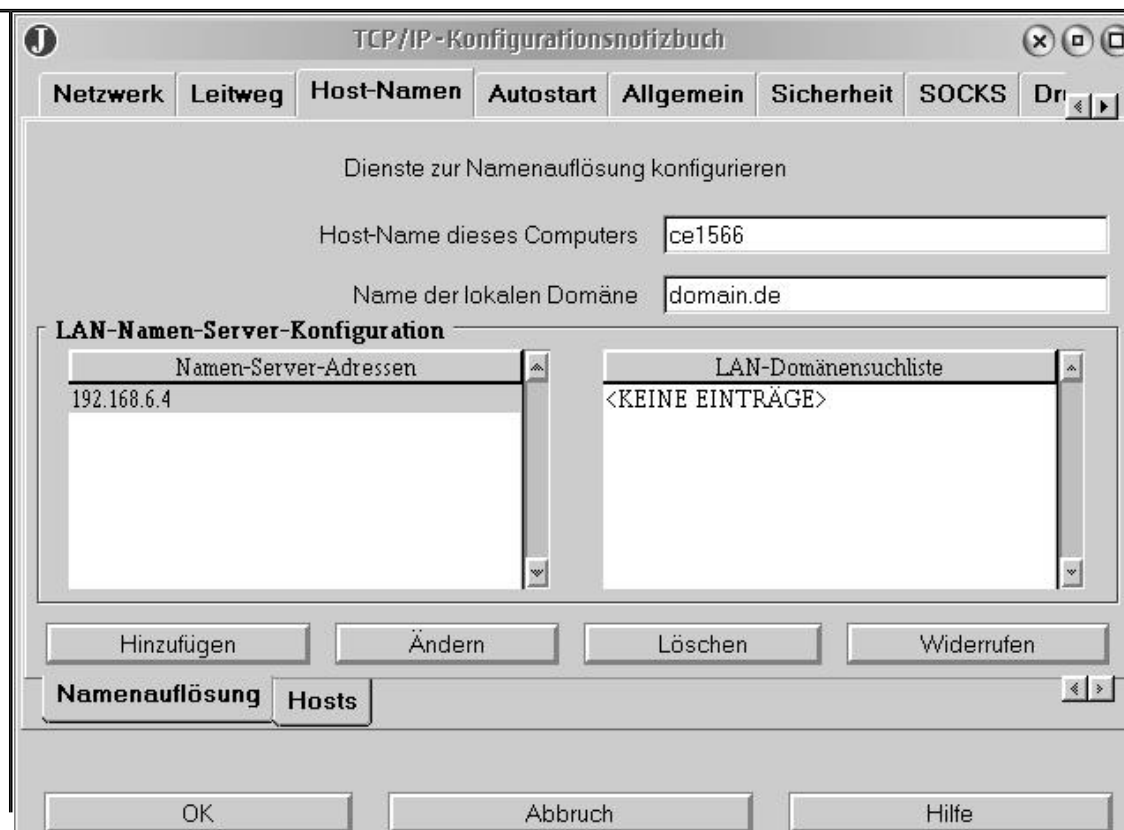 J TCP/IP-Konfigurationsnotizbuch
Netzwerk Leitweg Host-Namen Autostart Allgemein Sicherheit SOCKS
Dienste zur Namenauflösung konfigurieren
Host-Name dieses Computers ce1566
Name der lokalen Domäne domain.de
LAN-Namen-Server-Konfiguration
Namen-Server-Adressen LAN-Domänensuchliste
192.168.6.4 <KEINE EINTRÄGE>
Hinzufügen Ändern Löschen Widerrufen
Namenauflösung Hosts
OK Abbruch Hilfe